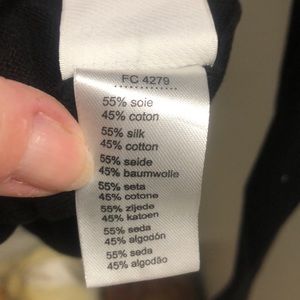 FC 4279
55% soie
45% coton
55% silk
45% cotton
55% seide
45% baumwolle
55% seta
45% cotone
55% zijede
45% katoen
55% seda
45% algodón
55% seda
45% algodão